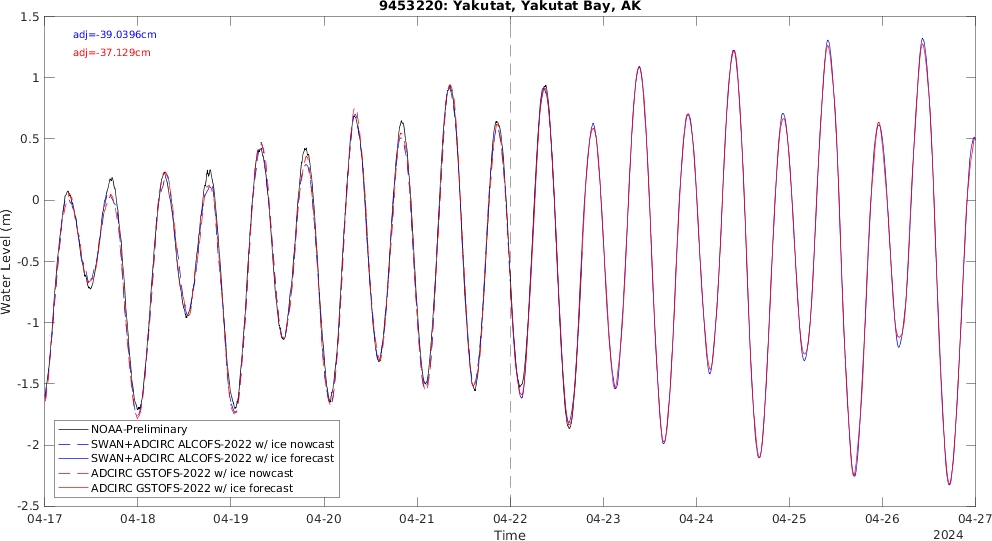 9453220: Yakutat, Yakutat Bay, AK
adj=-39.0396cm
adj=-37.129cm
Water Level (m)
1.5
1
0.5
0
-0.5
-1
-1.5
-2
-2.5
NOAA-Preliminary
SWAN+ADCIRC ALCOFS-2022 w/ ice nowcast
SWAN+ADCIRC ALCOFS-2022 w/ ice forecast
ADCIRC GSTOFS-2022 w/ ice nowcast
ADCIRC GSTOFS-2022 w/ ice forecast
04-17 04-18 04-19 04-20 04-21 04-22 04-23 04-24 04-25 04-26 04-27
Time
2024